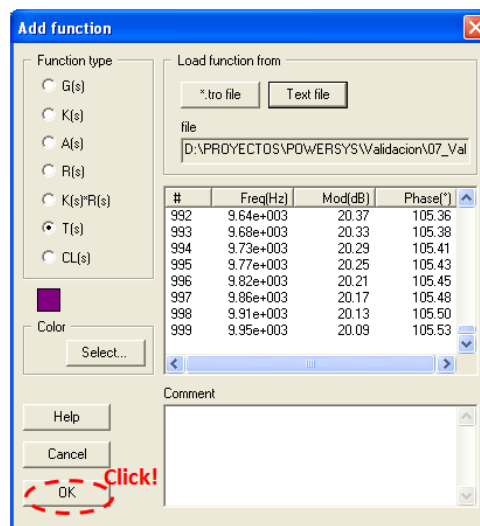 Add function
Function type
G(s)
K(s)
A(s)
R(s)
K(s)*R(s)
T(s)
CL(s)
Color
Select...
Help
Cancel
OK
Click!
Load function from
*.tro file
Text file
file
D:\PROYECTOS\POWERSYS\Validacion\07_Val
# Freq(Hz) Mod(dB) Phase(°)
992 9.64e+003 20.37 105.36
993 9.68e+003 20.33 105.38
994 9.73e+003 20.29 105.41
995 9.77e+003 20.25 105.43
996 9.82e+003 20.21 105.45
997 9.86e+003 20.17 105.48
998 9.91e+003 20.13 105.50
999 9.95e+003 20.09 105.53
Comment